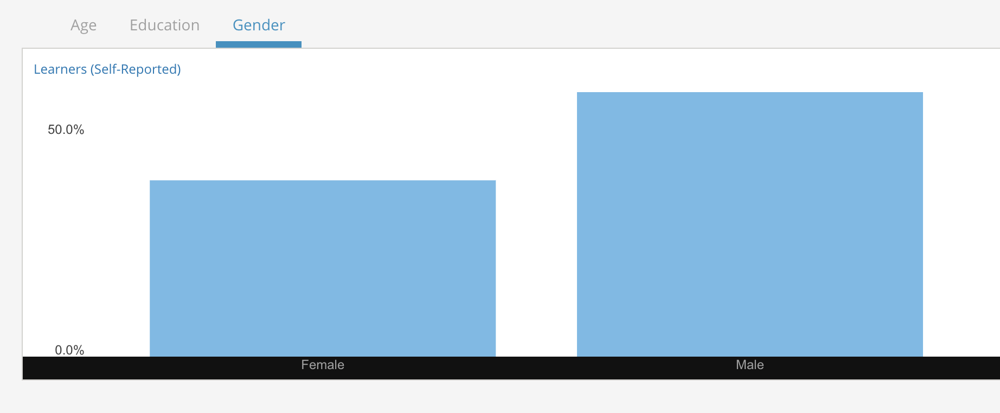 Age Education Gender
Learners (Self-Reported)
50.0%
0.0%
Female Male